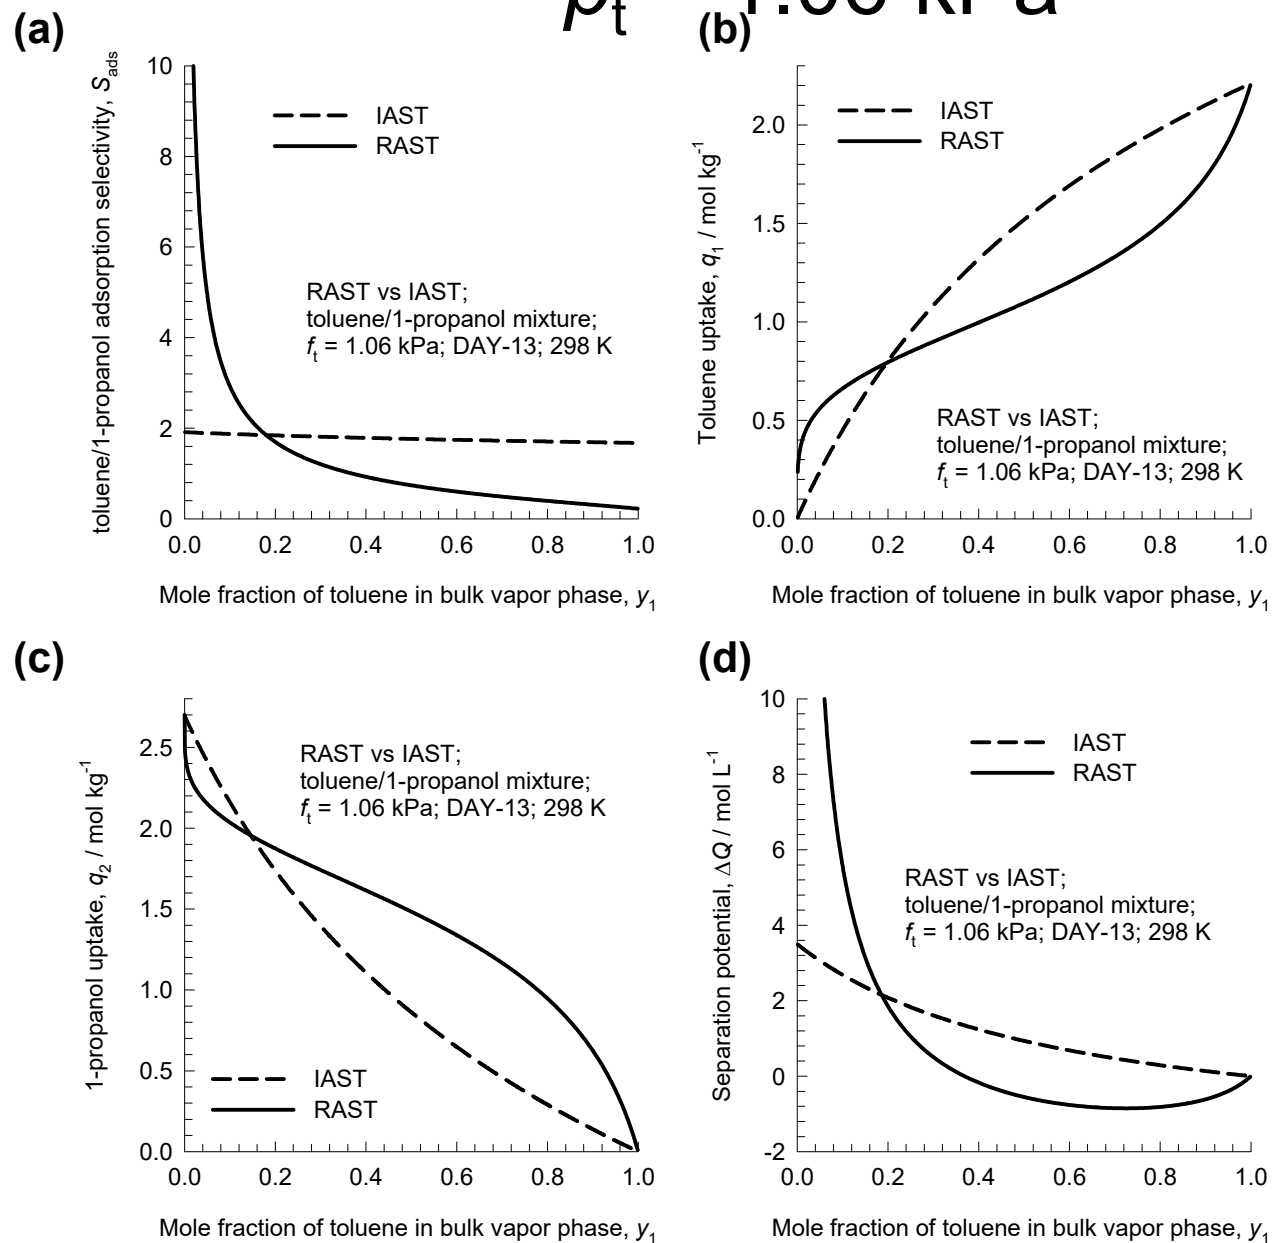 pt 1.06 kPa
(a)
10
8
6
4
2
0
toluene/1-propanol adsorption selectivity, Sads
IAST
RAST
RAST vs IAST;
toluene/1-propanol mixture;
ft = 1.06 kPa; DAY-13; 298 K
0.0 0.2 0.4 0.6 0.8 1.0
Mole fraction of toluene in bulk vapor phase, y1
(b)
2.0
1.5
1.0
0.5
0.0
Toluene uptake, q1 / mol kg-1
IAST
RAST
RAST vs IAST;
toluene/1-propanol mixture;
ft = 1.06 kPa; DAY-13; 298 K
0.0 0.2 0.4 0.6 0.8 1.0
Mole fraction of toluene in bulk vapor phase, y1
(c)
2.5
2.0
1.5
1.0
0.5
0.0
1-propanol uptake, q2 / mol kg-1
RAST vs IAST;
toluene/1-propanol mixture;
ft = 1.06 kPa; DAY-13; 298 K
IAST
RAST
0.0 0.2 0.4 0.6 0.8 1.0
Mole fraction of toluene in bulk vapor phase, y1
(d)
10
8
6
4
2
0
-2
Separation potential, ΔQ / mol L-1
IAST
RAST
RAST vs IAST;
toluene/1-propanol mixture;
ft = 1.06 kPa; DAY-13; 298 K
0.0 0.2 0.4 0.6 0.8 1.0
Mole fraction of toluene in bulk vapor phase, y1